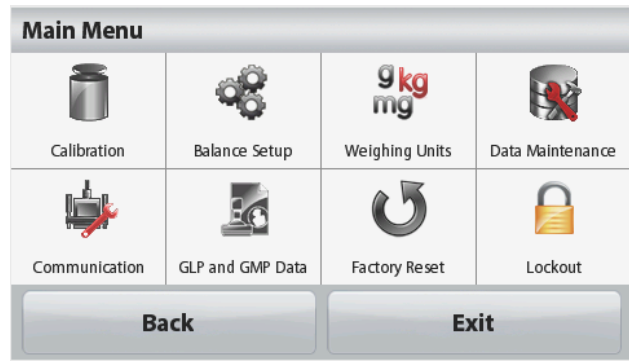 Main Menu
g kg
mg
Calibration
Balance Setup
Weighing Units
Data Maintenance
Communication
GLP and GMP Data
Factory Reset
Lockout
Back
Exit